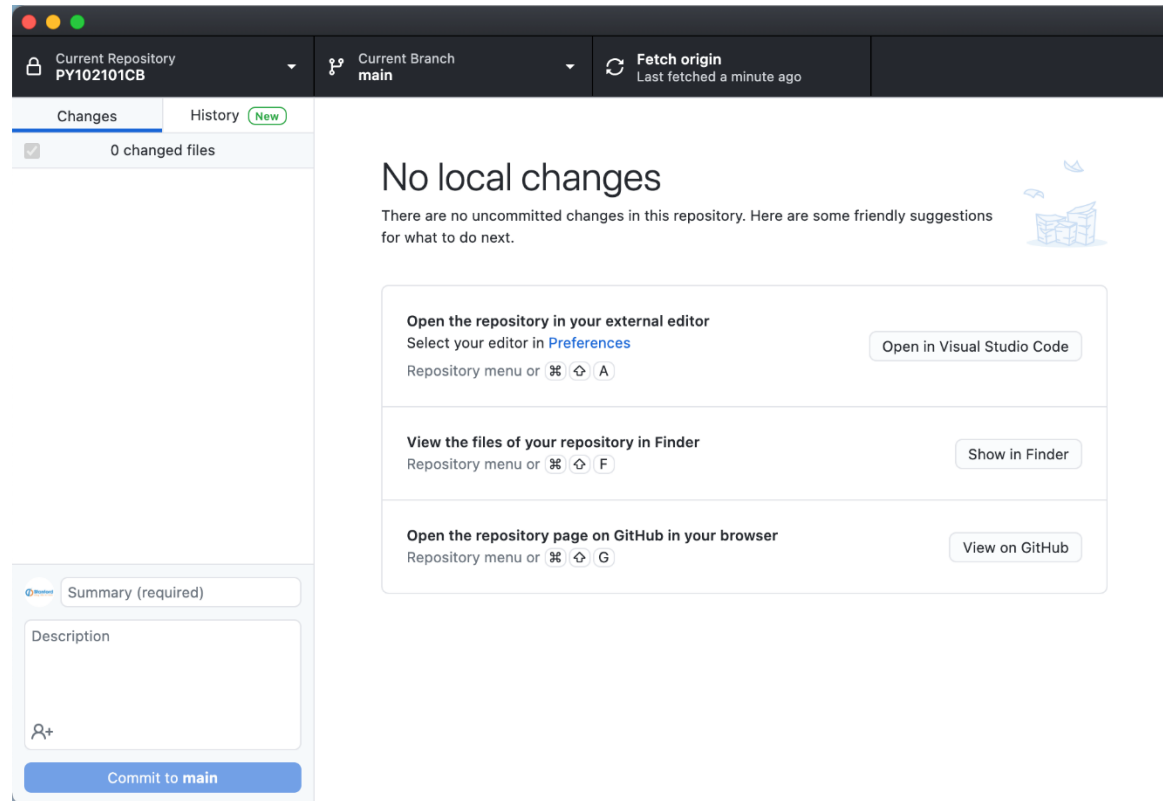 Current Repository
PY102101CB
Current Branch
main
Fetch origin
Last fetched a minute ago
Changes
History New
0 changed files
No local changes
There are no uncommitted changes in this repository. Here are some friendly suggestions
for what to do next.
Open the repository in your external editor
Select your editor in Preferences
Repository menu or ⌘ ⇧ A
Open in Visual Studio Code
View the files of your repository in Finder
Repository menu or ⌘ ⇧ F
Show in Finder
Open the repository page on GitHub in your browser
Repository menu or ⌘ ⇧ G
View on GitHub
Summary (required)
Description
Commit to main